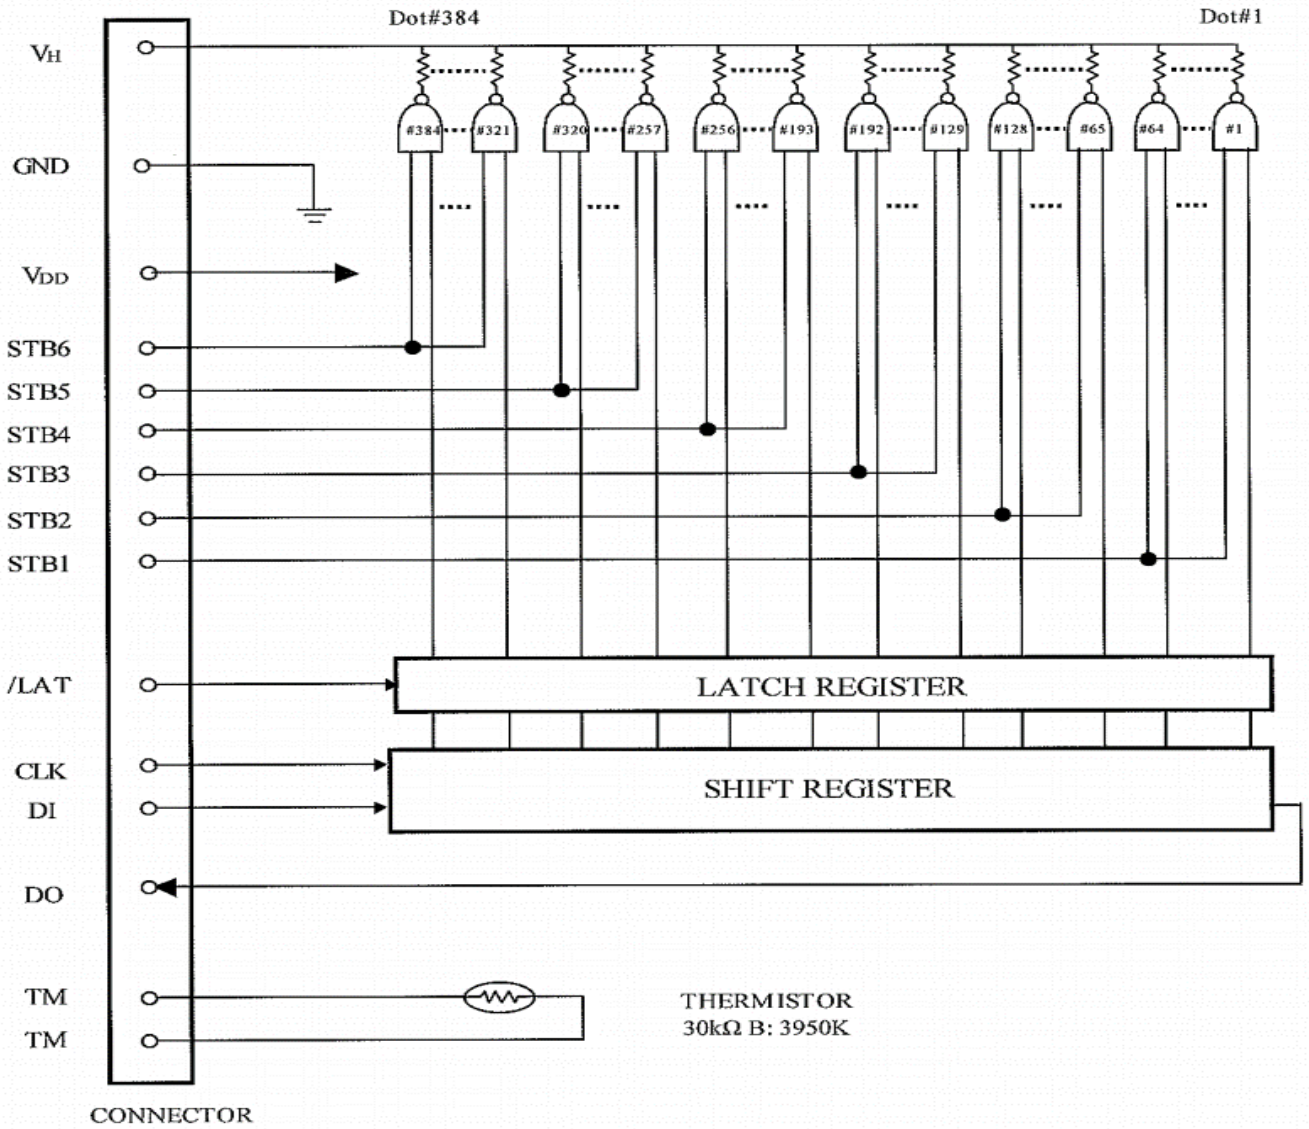 Dot#384
Dot#1
VH
#384
#321
#320
#257
#256
#193
#192
#129
#128
#65
#64
#1
GND
VDD
STB6
STB5
STB4
STB3
STB2
STB1
/LAT
LATCH REGISTER
CLK
SHIFT REGISTER
DI
DO
TM
THERMISTOR
30kΩ B: 3950K
TM
CONNECTOR